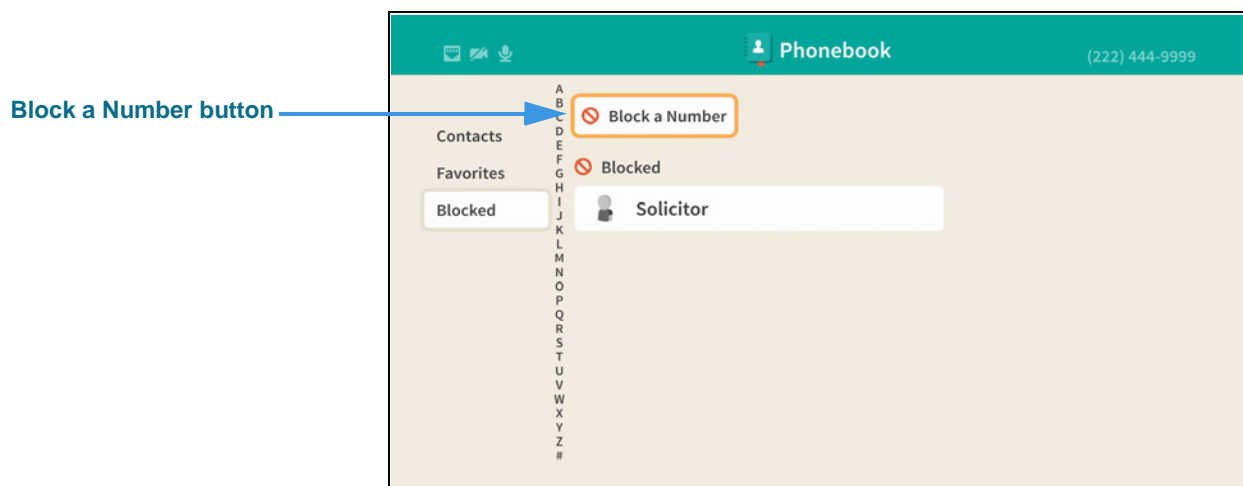 Phonebook
(222) 444-9999
Block a Number button
Contacts
Favorites
Blocked
A
B
C
D
E
F
G
H
I
J
K
L
M
N
O
P
Q
R
S
T
U
V
W
X
Y
Z
#
Block a Number
Blocked
Solicitor